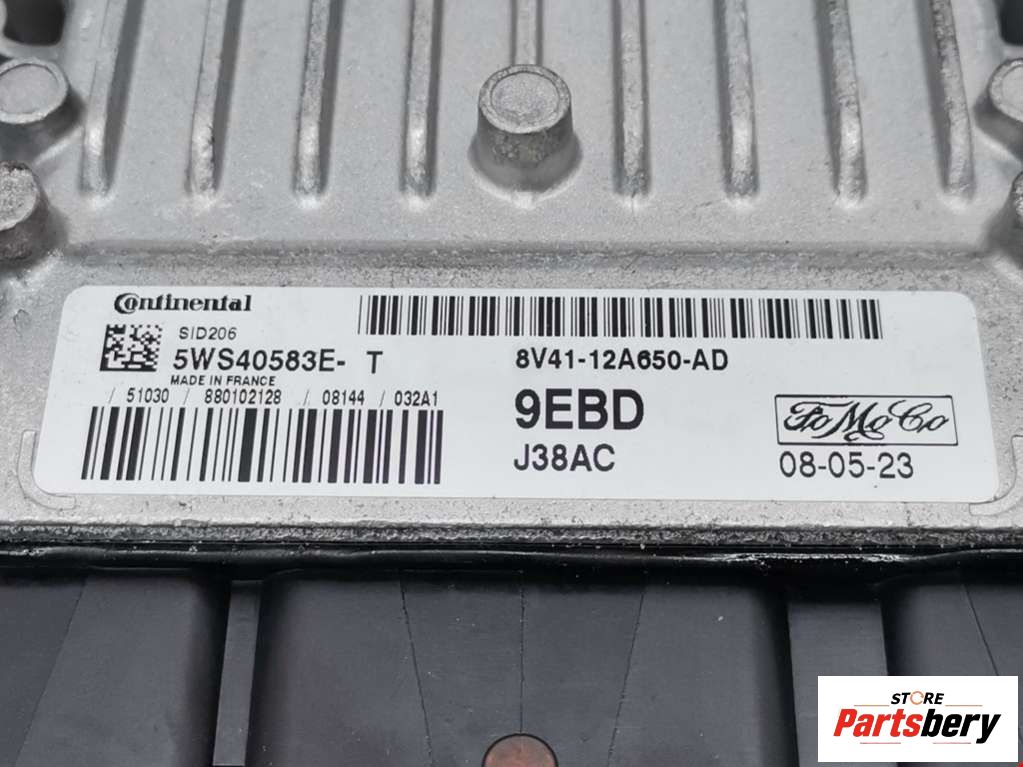 Continental
SID206
5WS40583E- T
MADE IN FRANCE
/ 51030 / 880102128 / 08144 / 032A1
8V41-12A650-AD
9EBD
J38AC
FoMoCo
08-05-23
STORE
Partsbery